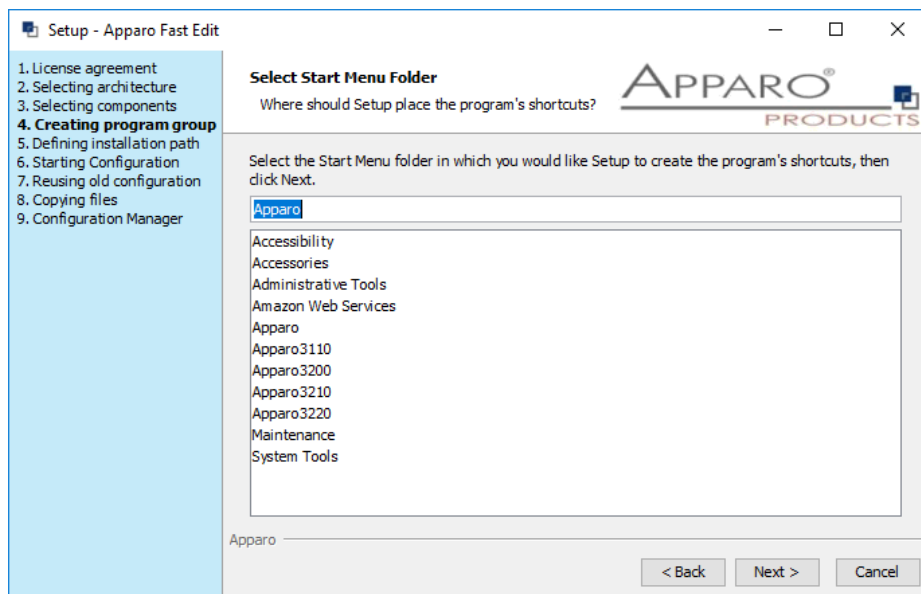 Setup - Apparo Fast Edit
1. License agreement
2. Selecting architecture
3. Selecting components
4. Creating program group
5. Defining installation path
6. Starting Configuration
7. Reusing old configuration
8. Copying files
9. Configuration Manager
Select Start Menu Folder
Where should Setup place the program's shortcuts?
APPARO®
PRODUCTS
Select the Start Menu folder in which you would like Setup to create the program's shortcuts, then
click Next.
Apparo
Accessibility
Accessories
Administrative Tools
Amazon Web Services
Apparo
Apparo3110
Apparo3200
Apparo3210
Apparo3220
Maintenance
System Tools
Apparo
< Back
Next >
Cancel